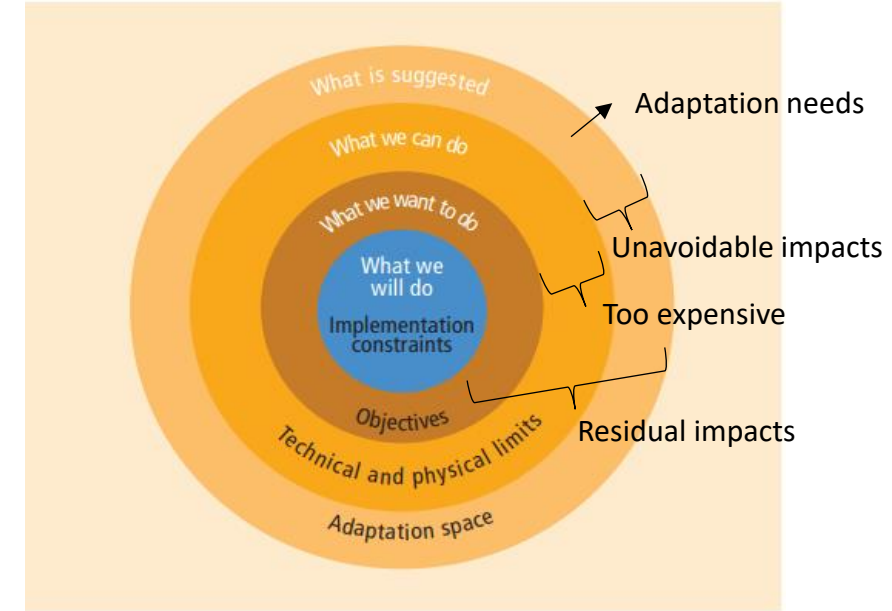 What is suggested
Adaptation needs
What we can do
What we want to do
Unavoidable impacts
What we
will do
Too expensive
Implementation
constraints
Objectives
Residual impacts
Technical and physical limits
Adaptation space